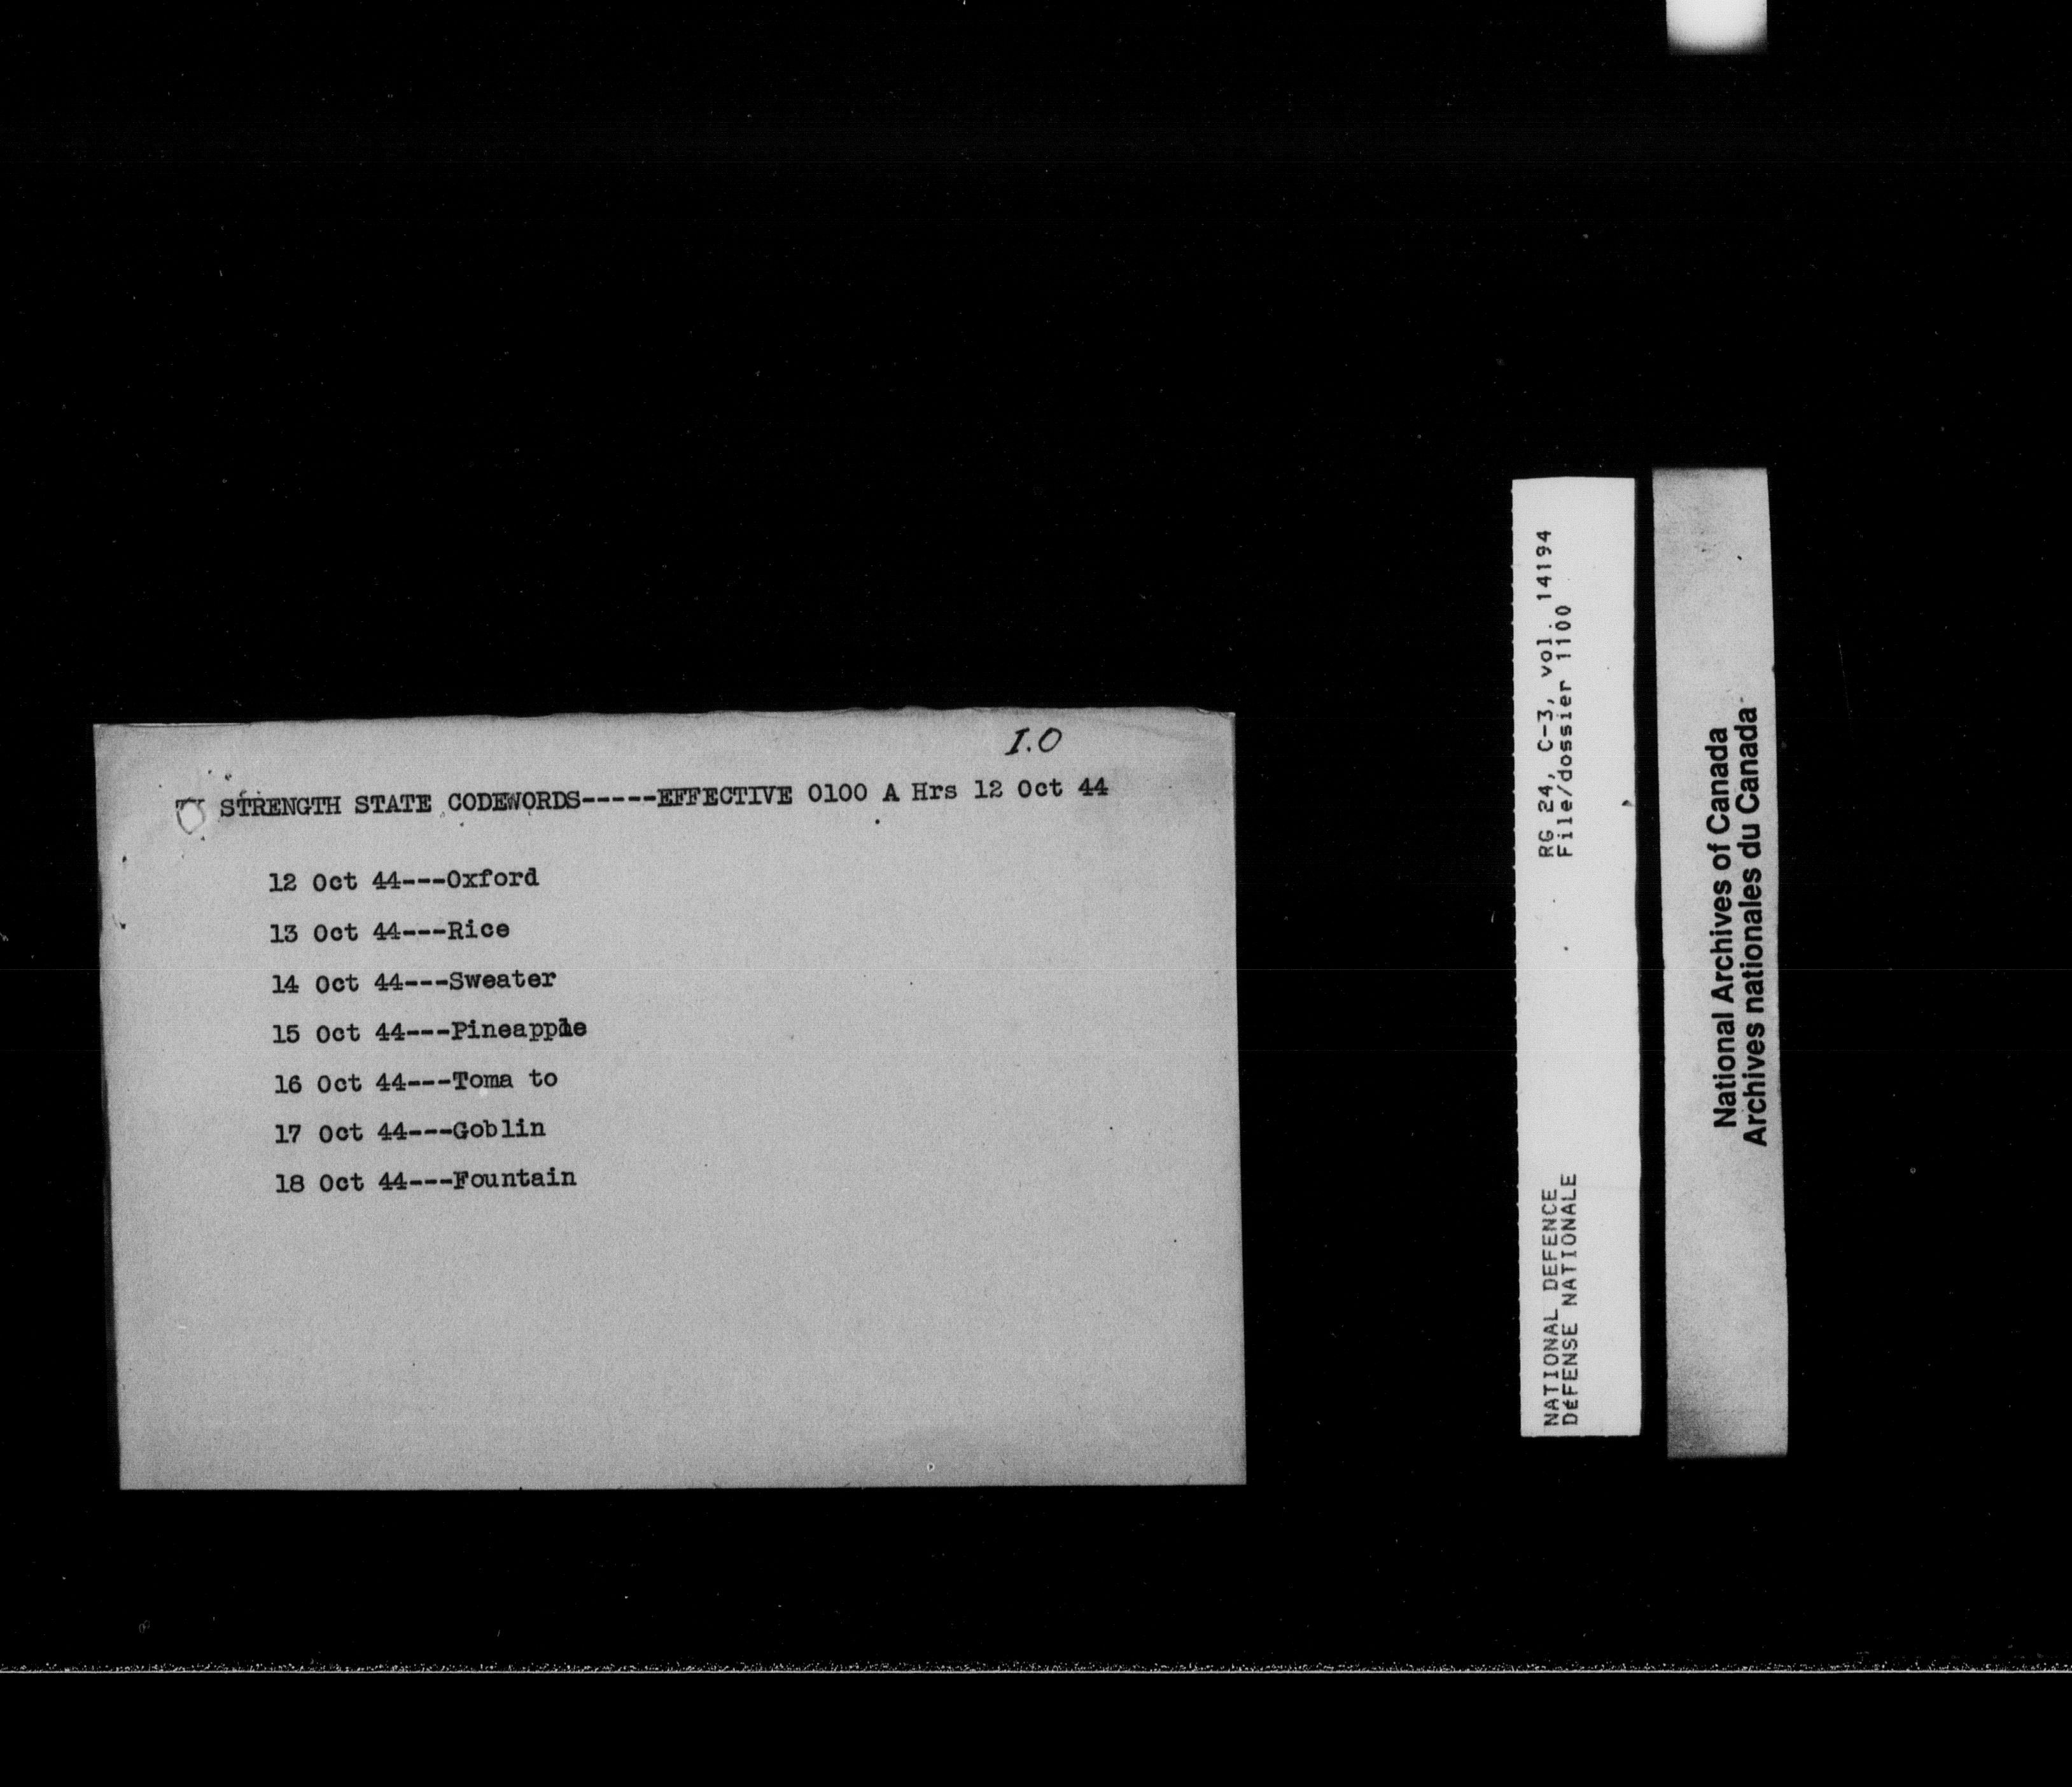 I.O
STRENGTH STATE CODEWORDS-----EFFECTIVE 0100 A Hrs 12 Oct 44
12 Oct 44---Oxford
13 Oct 44---Rice
14 Oct 44---Sweater
15 Oct 44---Pineapple
16 Oct 44---Toma to
17 Oct 44---Goblin
18 Oct 44---Fountain
NATIONAL DEFENCE RG 24, C-3, vol. 14194
DÉFENSE NATIONALE File/dossier 1100
National Archives of Canada
Archives nationales du Canada